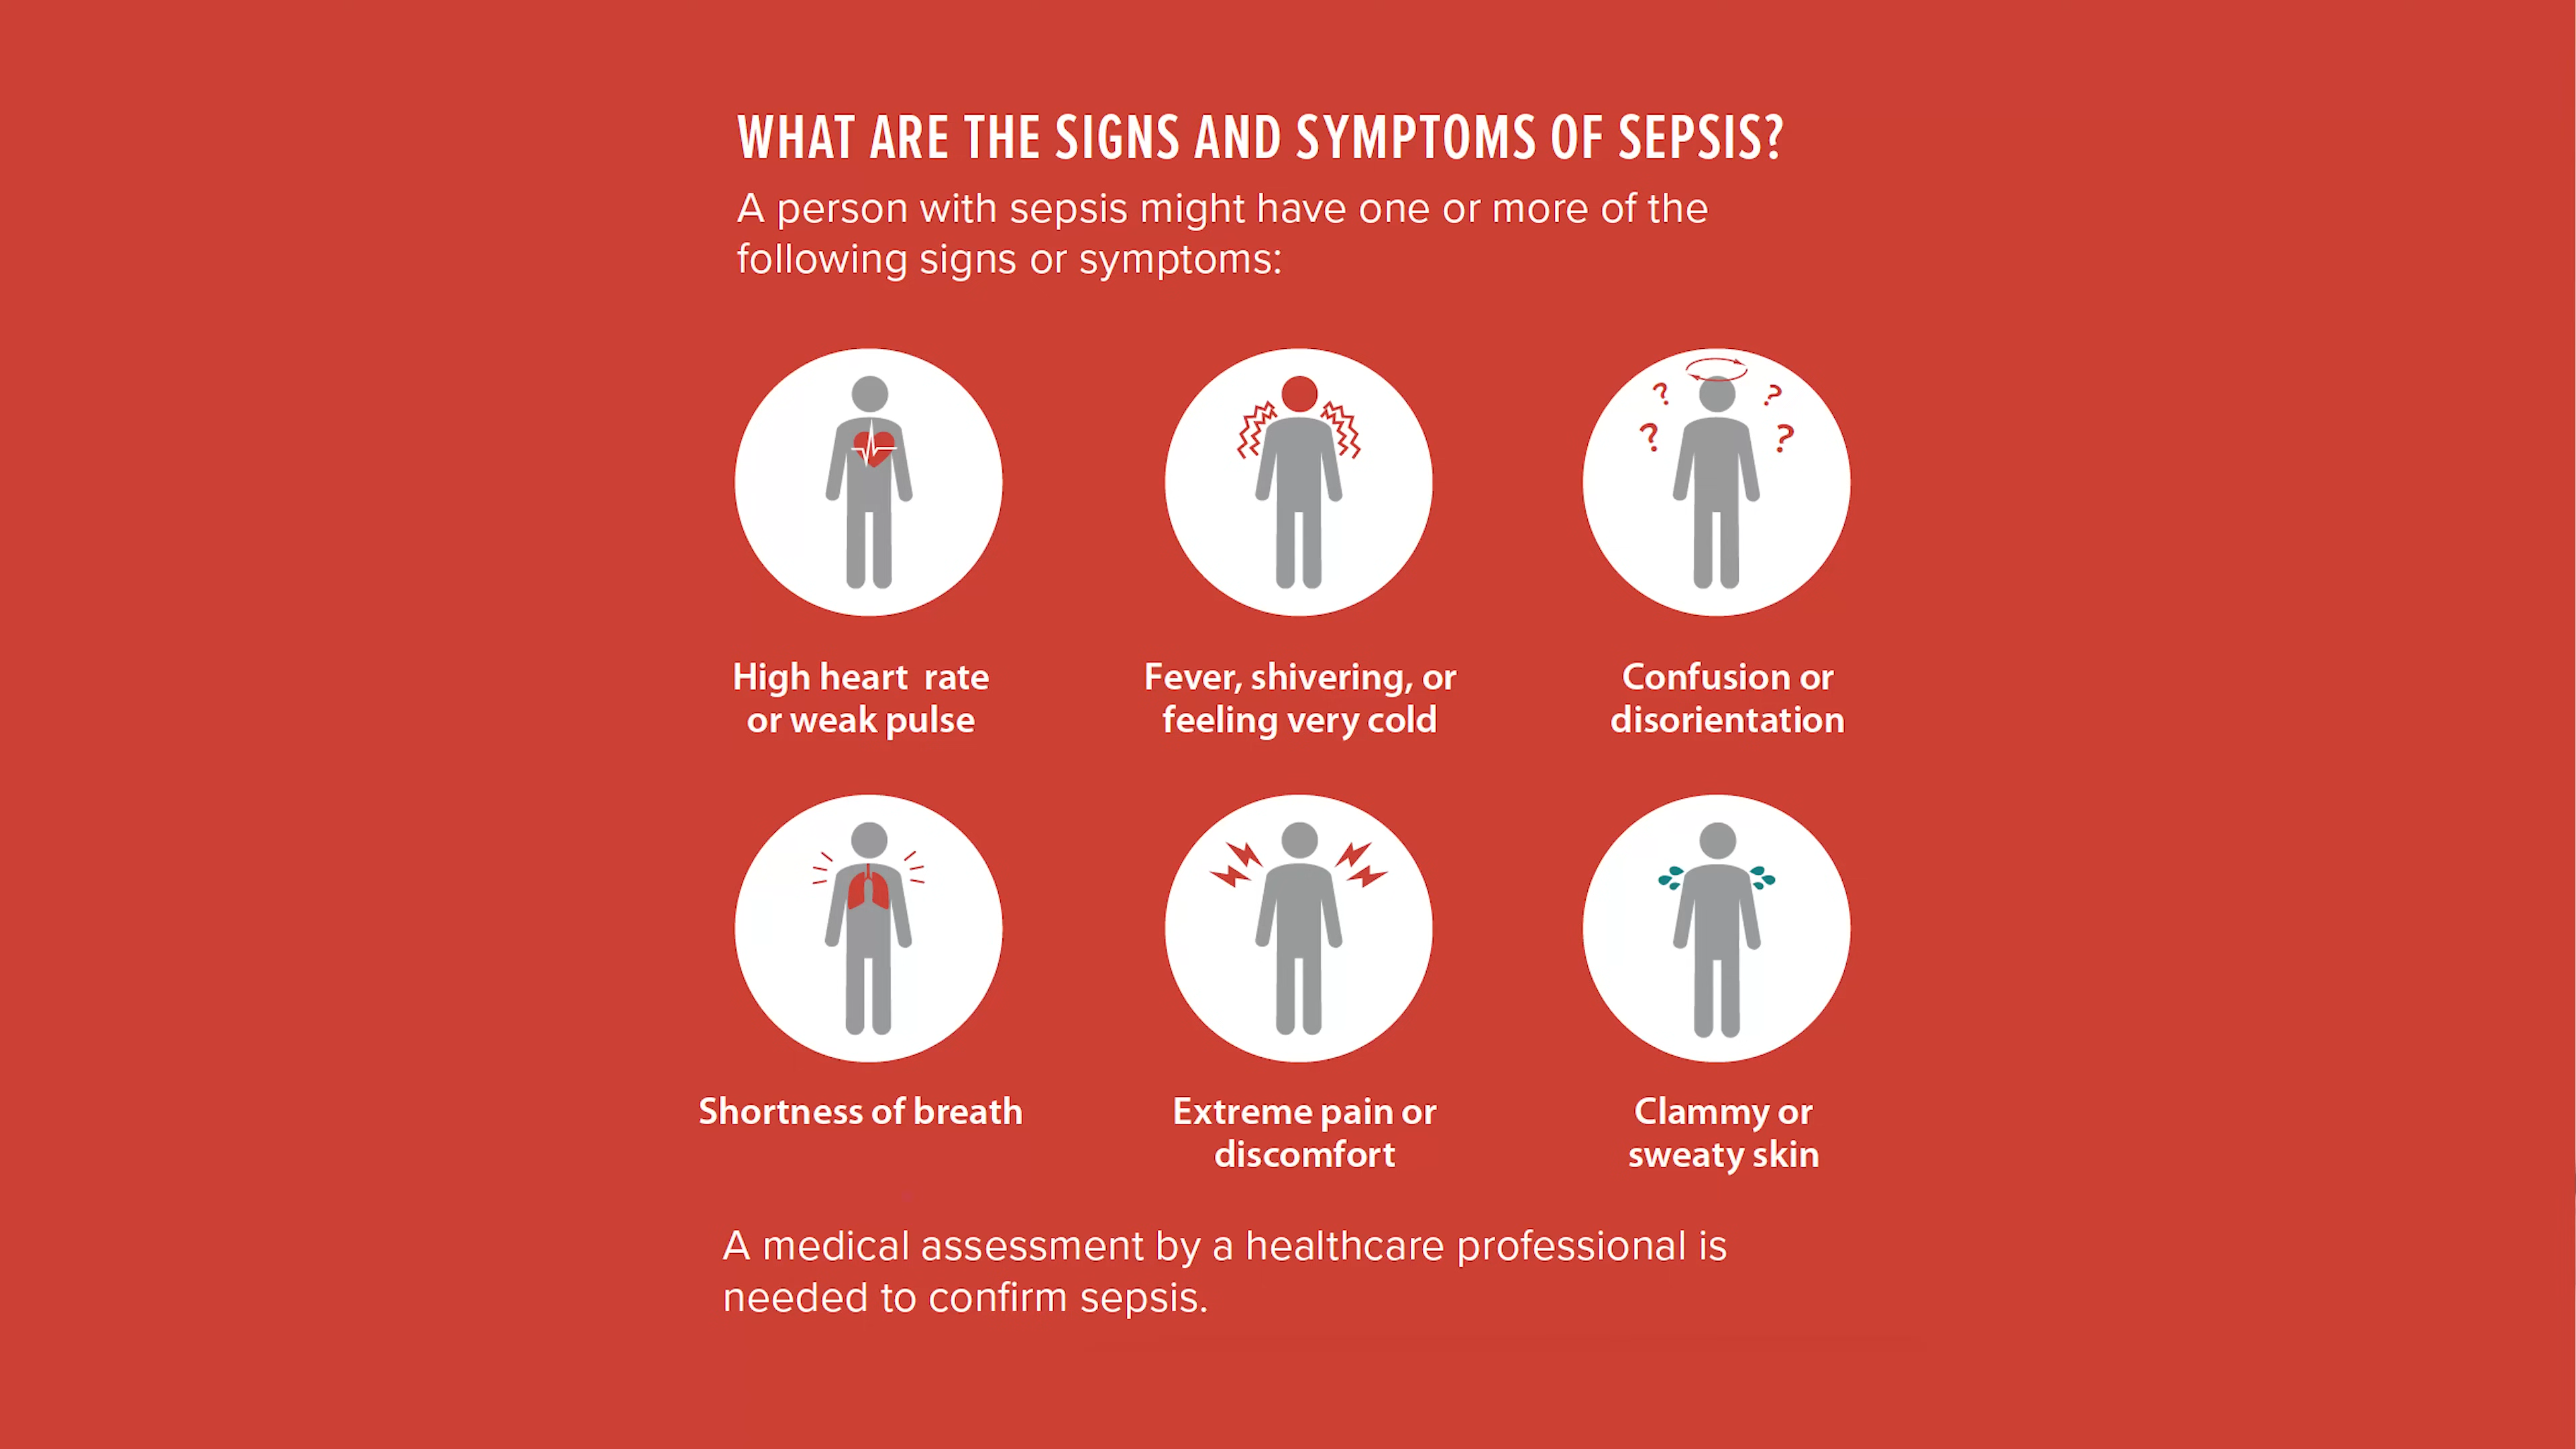 WHAT ARE THE SIGNS AND SYMPTOMS OF SEPSIS?
A person with sepsis might have one or more of the
following signs or symptoms:
? ? ? ?
High heart rate
or weak pulse
Fever, shivering, or
feeling very cold
Confusion or
disorientation
Shortness of breath
Extreme pain or
discomfort
Clammy or
sweaty skin
A medical assessment by a healthcare professional is
needed to confirm sepsis.